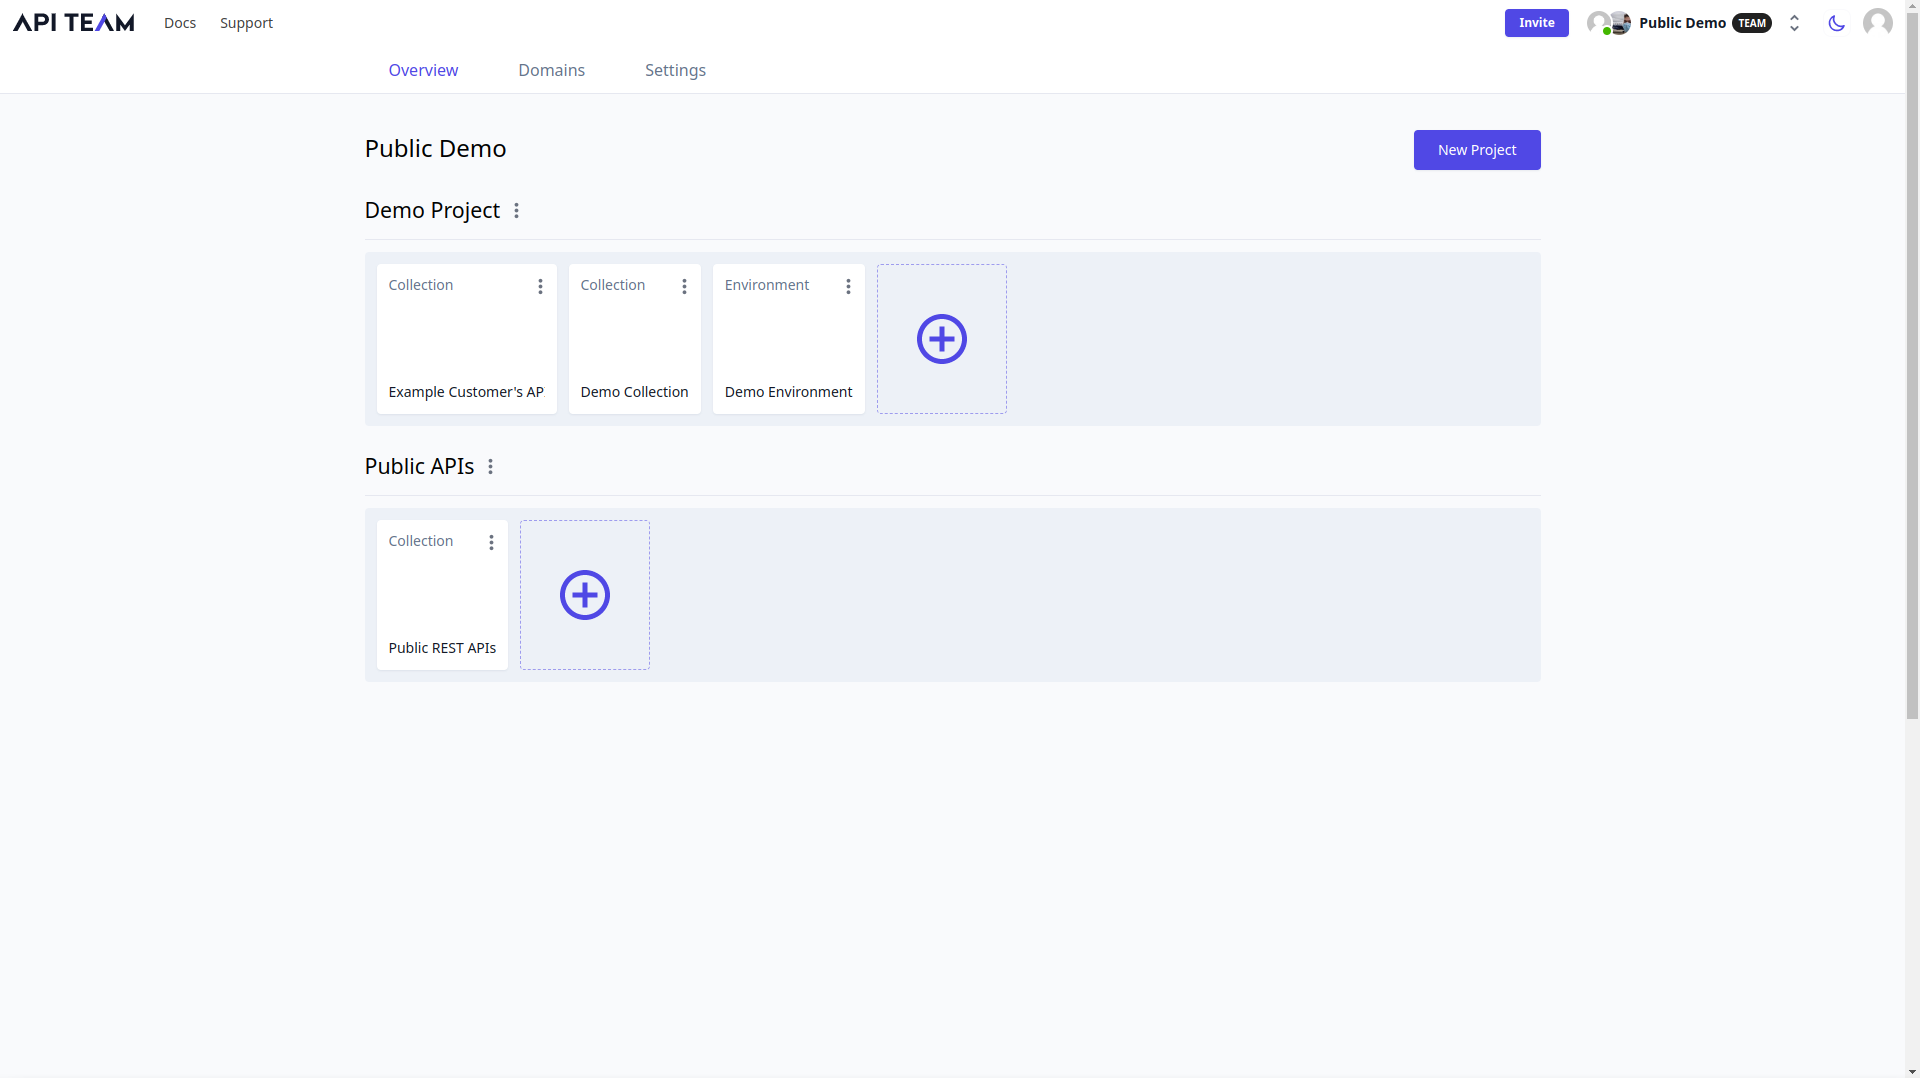 API TEAM Docs Support Invite Public Demo TEAM
Overview Domains Settings
Public Demo New Project
Demo Project
Collection Collection Environment
Example Customer's AP Demo Collection Demo Environment
Public APIs
Collection
Public REST APIs